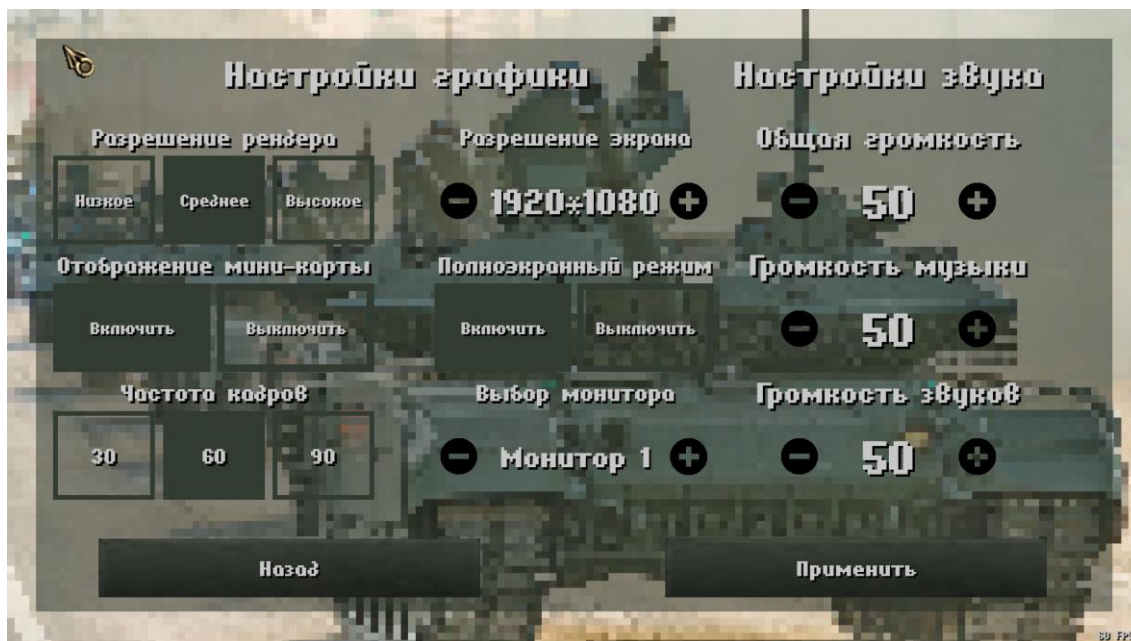 Настройки графики
Настройки звука
Разрешение рендера
Разрешение экрана
Общая громкость
Низкое
Среднее
Высокое
1920*1080
50
Отображение мини-карты
Полноэкранный режим
Громкость музыки
Включить
Выключить
Включить
Выключить
50
Частота кадров
Выбор монитора
Громкость звуков
30
60
90
Монитор 1
50
Назад
Применить